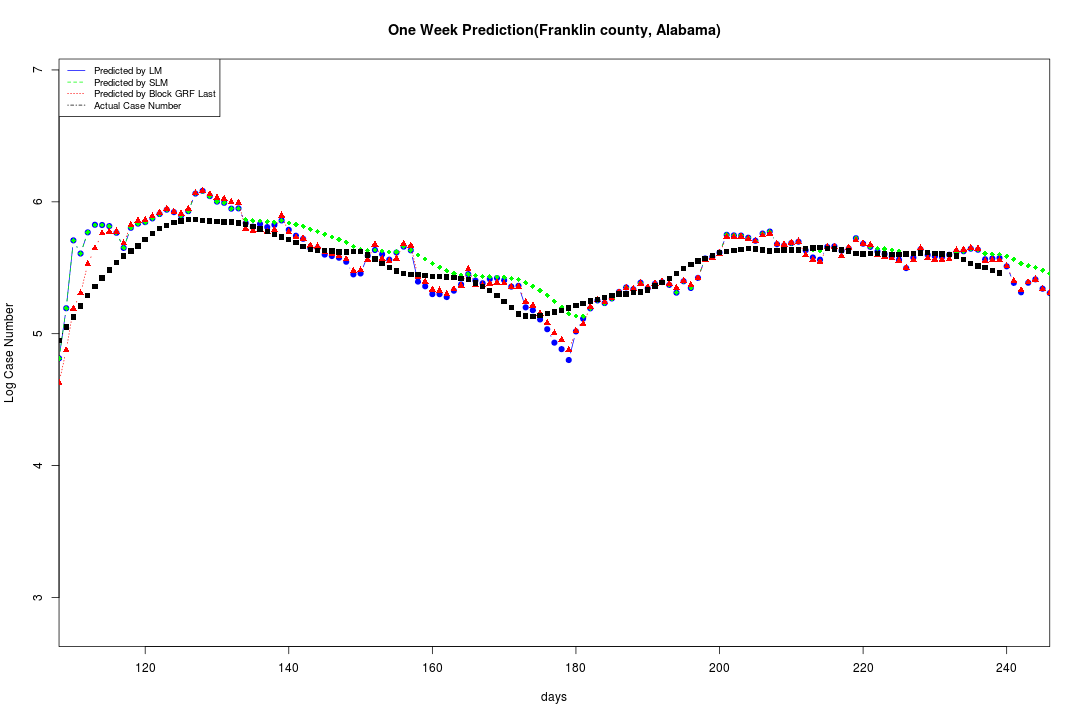 One Week Prediction(Franklin county, Alabama)
7
Predicted by LM
Predicted by SLM
Predicted by Block GRF Last
Actual Case Number
6
5
4
3
Log Case Number
120 140 160 180 200 220 240
days